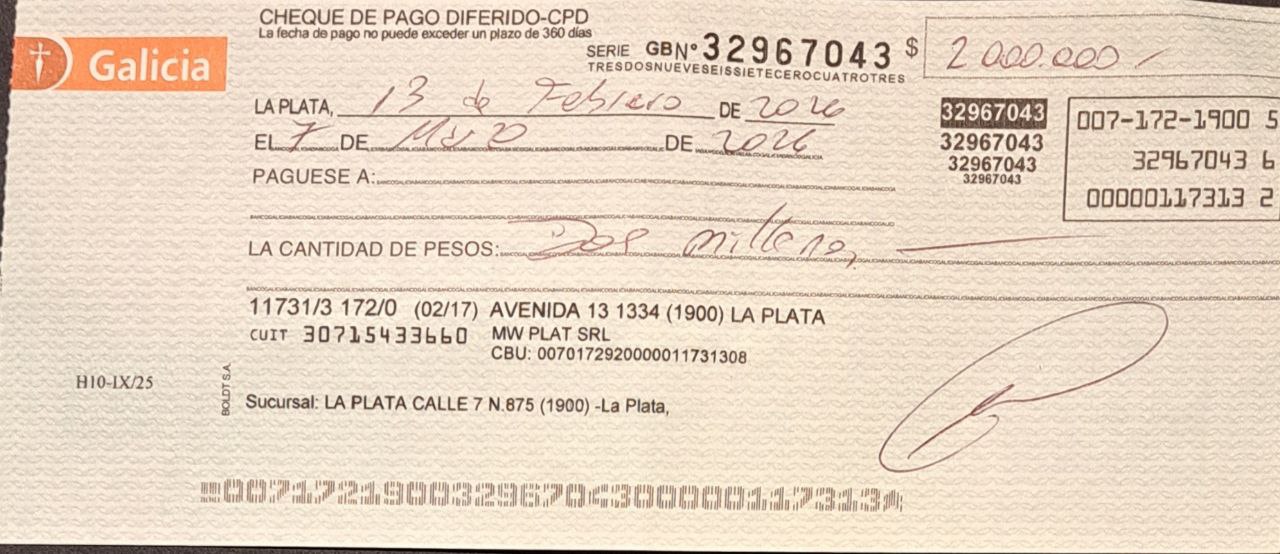 CHEQUE DE PAGO DIFERIDO-CPD
La fecha de pago no puede exceder un plazo de 360 días
Galicia
SERIE GB Nº 32967043 $ 2.000.000
TRESDOSNUEVESEISSIETECEROCUATROTRES
LA PLATA, 13 de Febrero DE 2026
EL 7 DE Marzo DE 2026
PAGUESE A:
LA CANTIDAD DE PESOS: Dos millones
32967043
32967043
32967043
32967043
007-172-1900 5
32967043 6
00000117313 2
11731/3 172/0 (02/17) AVENIDA 13 1334 (1900) LA PLATA
CUIT 30715433660 MW PLAT SRL
CBU: 0070172920000011731308
H10-IX/25
BOLDT S.A.
Sucursal: LA PLATA CALLE 7 N.875 (1900) -La Plata,
00717219003296704300000117313